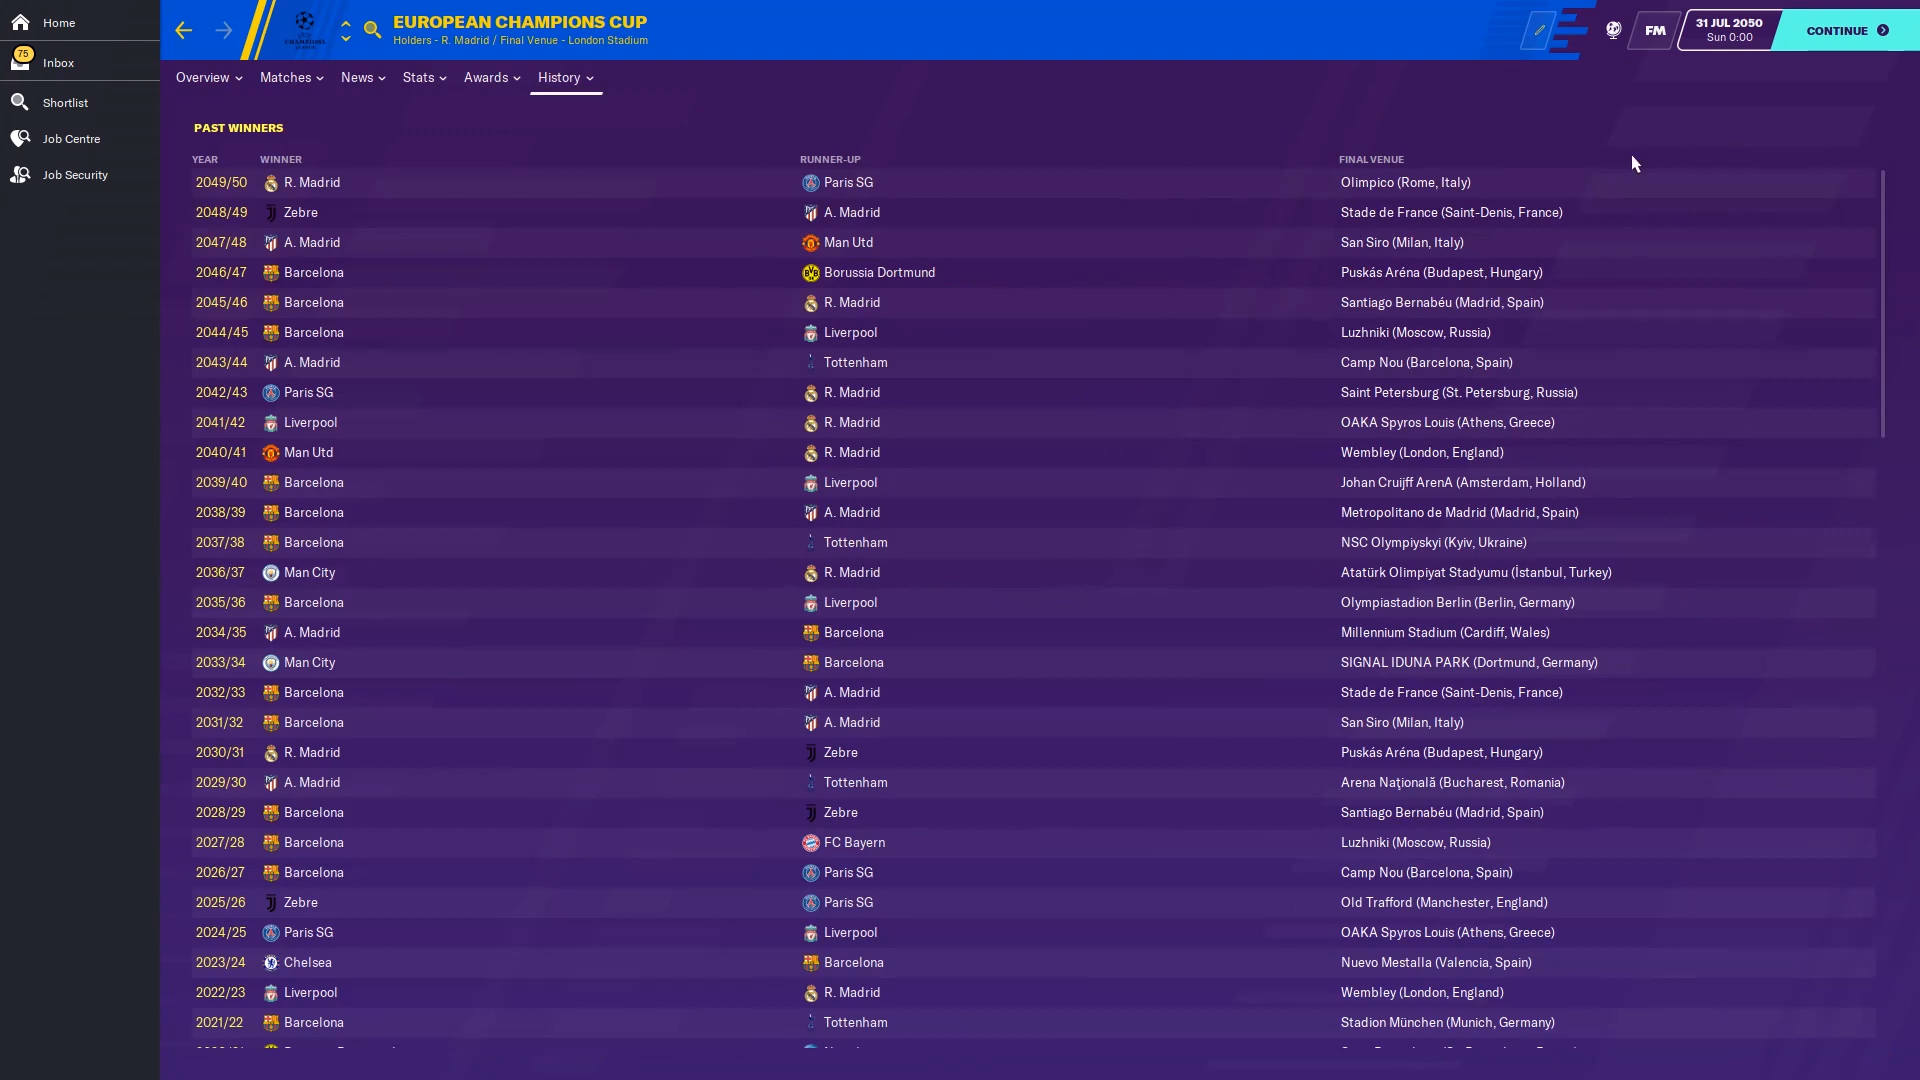 Home
75
Inbox
Shortlist
Job Centre
Job Security
EUROPEAN CHAMPIONS CUP
Holders - R. Madrid / Final Venue - London Stadium
FM
31 JUL 2050
Sun 0:00
CONTINUE
Overview Matches News Stats Awards History
PAST WINNERS
YEAR WINNER RUNNER-UP FINAL VENUE
2049/50 R. Madrid Paris SG Olimpico (Rome, Italy)
2048/49 Zebre A. Madrid Stade de France (Saint-Denis, France)
2047/48 A. Madrid Man Utd San Siro (Milan, Italy)
2046/47 Barcelona Borussia Dortmund Puskás Aréna (Budapest, Hungary)
2045/46 Barcelona R. Madrid Santiago Bernabéu (Madrid, Spain)
2044/45 Barcelona Liverpool Luzhniki (Moscow, Russia)
2043/44 A. Madrid Tottenham Camp Nou (Barcelona, Spain)
2042/43 Paris SG R. Madrid Saint Petersburg (St. Petersburg, Russia)
2041/42 Liverpool R. Madrid OAKA Spyros Louis (Athens, Greece)
2040/41 Man Utd R. Madrid Wembley (London, England)
2039/40 Barcelona Liverpool Johan Cruijff ArenA (Amsterdam, Holland)
2038/39 Barcelona A. Madrid Metropolitano de Madrid (Madrid, Spain)
2037/38 Barcelona Tottenham NSC Olympiyskyi (Kyiv, Ukraine)
2036/37 Man City R. Madrid Atatürk Olimpiyat Stadyumu (İstanbul, Turkey)
2035/36 Barcelona Liverpool Olympiastadion Berlin (Berlin, Germany)
2034/35 A. Madrid Barcelona Millennium Stadium (Cardiff, Wales)
2033/34 Man City Barcelona SIGNAL IDUNA PARK (Dortmund, Germany)
2032/33 Barcelona A. Madrid Stade de France (Saint-Denis, France)
2031/32 Barcelona A. Madrid San Siro (Milan, Italy)
2030/31 R. Madrid Zebre Puskás Aréna (Budapest, Hungary)
2029/30 A. Madrid Tottenham Arena Naţională (Bucharest, Romania)
2028/29 Barcelona Zebre Santiago Bernabéu (Madrid, Spain)
2027/28 Barcelona FC Bayern Luzhniki (Moscow, Russia)
2026/27 Barcelona Paris SG Camp Nou (Barcelona, Spain)
2025/26 Zebre Paris SG Old Trafford (Manchester, England)
2024/25 Paris SG Liverpool OAKA Spyros Louis (Athens, Greece)
2023/24 Chelsea Barcelona Nuevo Mestalla (Valencia, Spain)
2022/23 Liverpool R. Madrid Wembley (London, England)
2021/22 Barcelona Tottenham Stadion München (Munich, Germany)